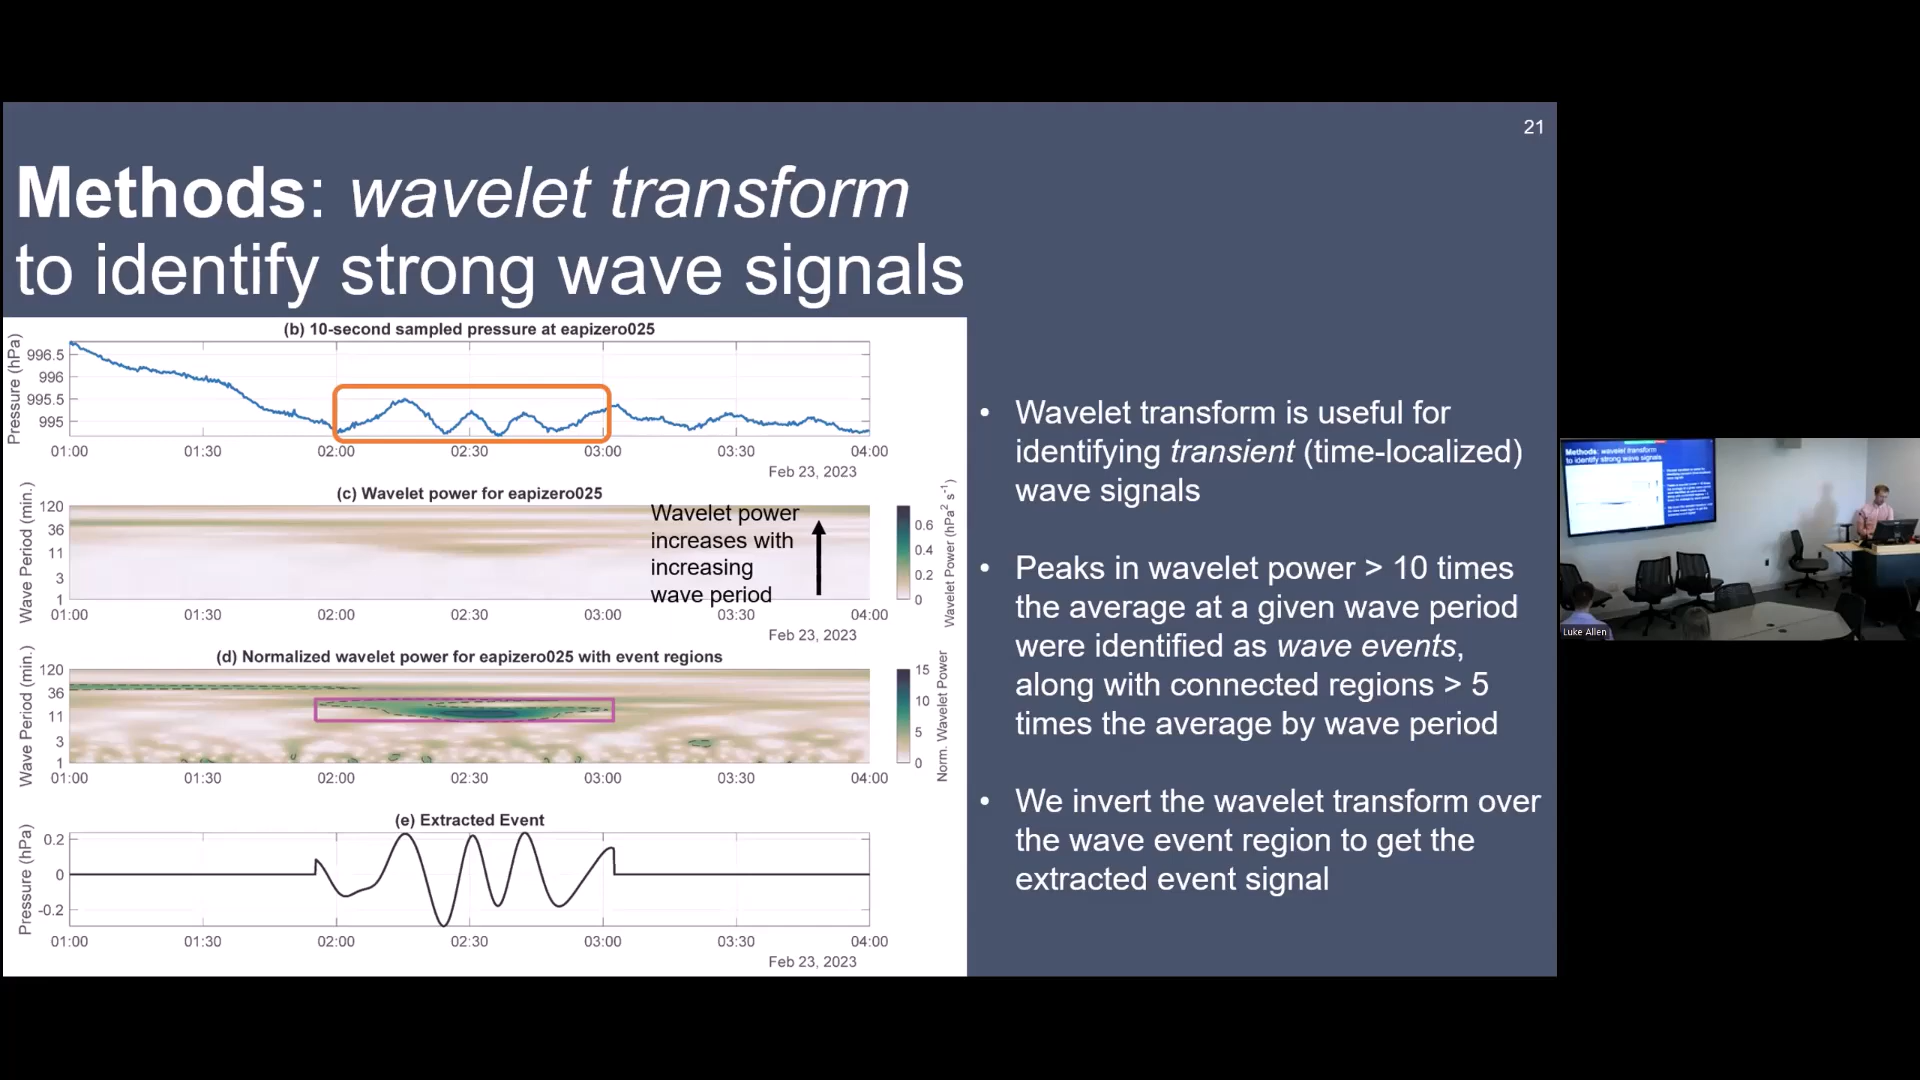 21
Methods: wavelet transform
to identify strong wave signals
(b) 10-second sampled pressure at eapizero025
Pressure (hPa)
996.5
996
995.5
995
01:00 01:30 02:00 02:30 03:00 03:30 04:00
Feb 23, 2023
(c) Wavelet power for eapizero025
Wave Period (min.)
120
36
11
3
1
Wavelet power
increases with
increasing
wave period
0.6
0.4
0.2
0
Wavelet Power (hPa² s⁻¹)
01:00 01:30 02:00 02:30 03:00 03:30 04:00
Feb 23, 2023
(d) Normalized wavelet power for eapizero025 with event regions
Wave Period (min.)
120
36
11
3
1
15
10
5
0
Norm. Wavelet Power
01:00 01:30 02:00 02:30 03:00 03:30 04:00
(e) Extracted Event
Pressure (hPa)
0.2
0
-0.2
01:00 01:30 02:00 02:30 03:00 03:30 04:00
Feb 23, 2023
• Wavelet transform is useful for
identifying transient (time-localized)
wave signals
• Peaks in wavelet power > 10 times
the average at a given wave period
were identified as wave events,
along with connected regions > 5
times the average by wave period
• We invert the wavelet transform over
the wave event region to get the
extracted event signal
Methods: wavelet transform
to identify strong wave signals
Luke Allen